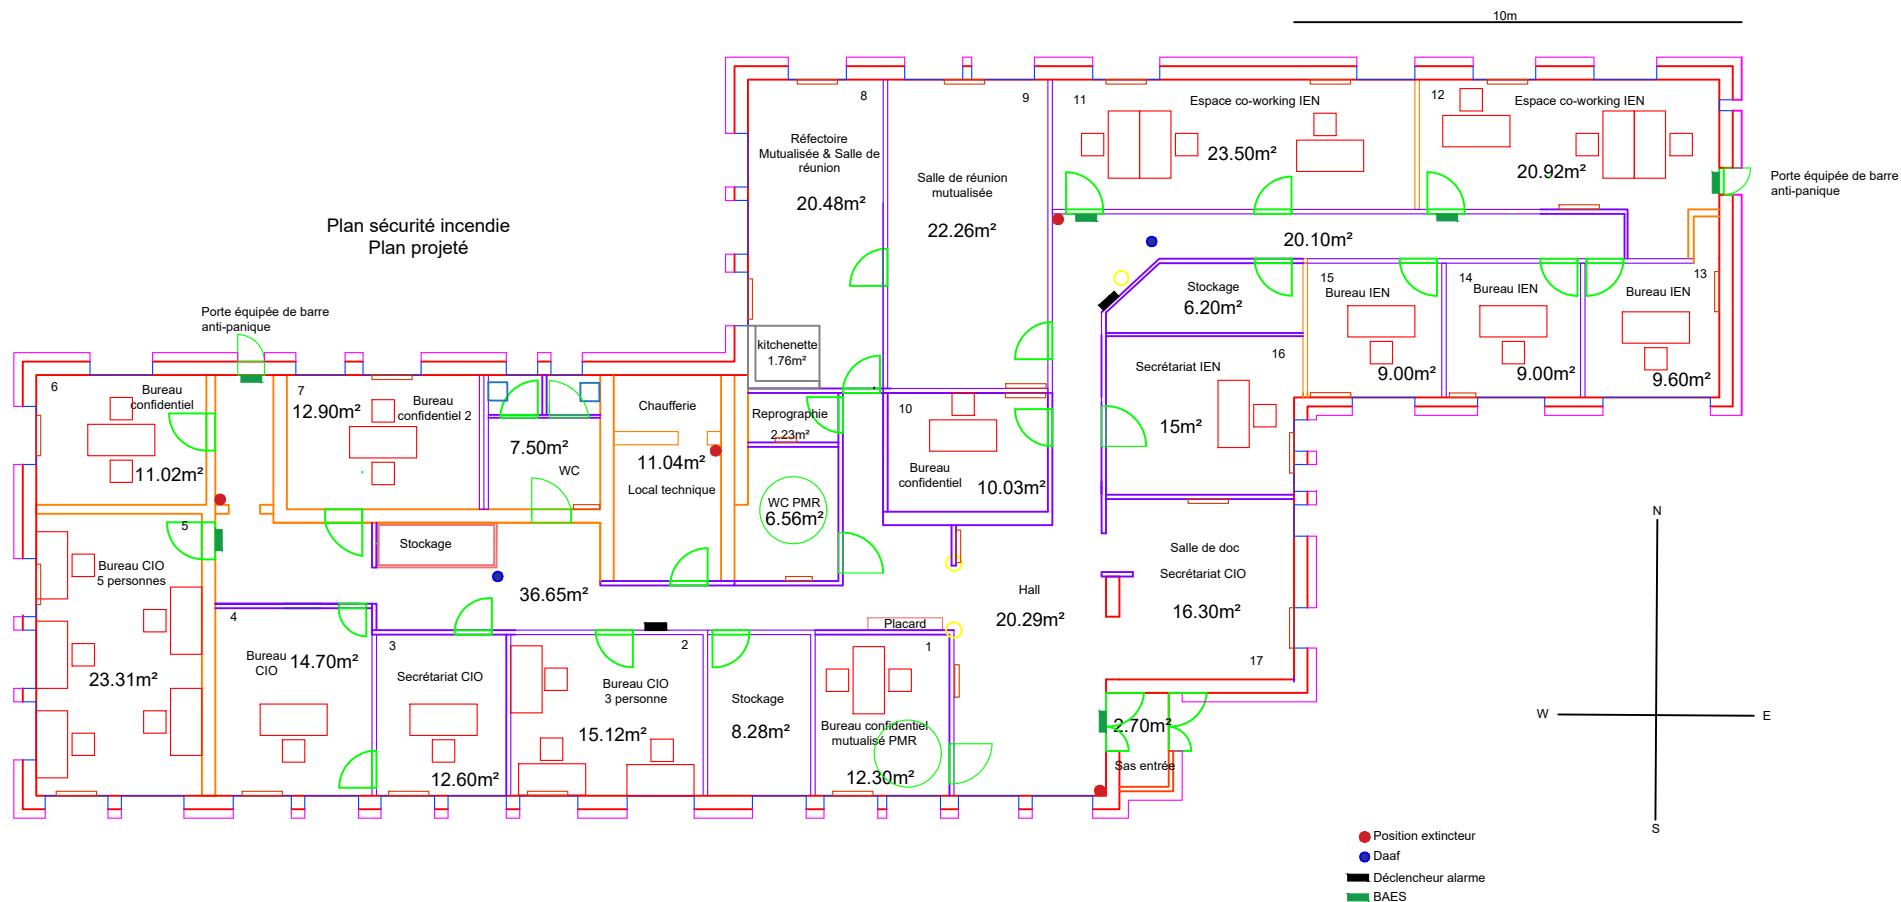 10m
8
9
11
Espace co-working IEN
12
Espace co-working IEN
Réfectoire
Mutualisée & Salle de
réunion
23.50m²
20.92m²
Porte équipée de barre
anti-panique
Salle de réunion
mutualisée
20.48m²
22.26m²
Plan sécurité incendie
Plan projeté
20.10m²
Stockage
6.20m²
15
Bureau IEN
14
Bureau IEN
13
Bureau IEN
Porte équipée de barre
anti-panique
kitchenette
1.76m²
16
Secrétariat IEN
9.00m²
9.00m²
9.60m²
6
Bureau
confidentiel
7
12.90m²
Bureau
confidentiel 2
Chaufferie
Reprographie
2.23m²
10
15m²
7.50m²
WC
11.02m²
11.04m²
Local technique
Bureau
confidentiel
10.03m²
WC PMR
6.56m²
5
Stockage
Bureau CIO
5 personnes
36.65m²
Hall
20.29m²
Salle de doc
Secrétariat CIO
16.30m²
N
W
E
S
4
Bureau
CIO
14.70m²
3
Secrétariat CIO
2
Placard
1
17
23.31m²
Bureau CIO
3 personne
Stockage
15.12m²
8.28m²
Bureau confidentiel
mutualisé PMR
2.70m²
Sas entrée
12.60m²
12.30m²
Position extincteur
Daaf
Déclencheur alarme
BAES